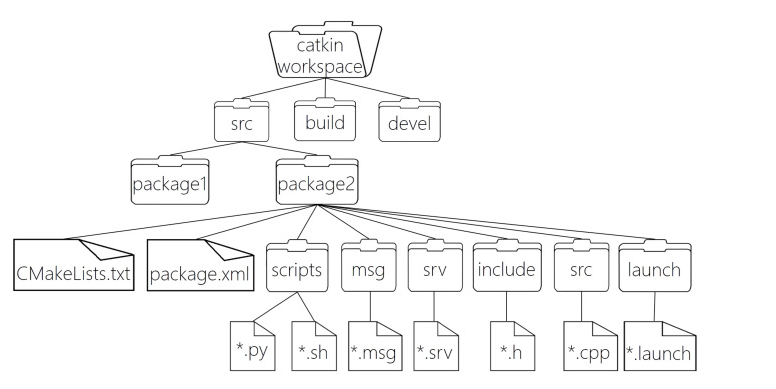 catkin
workspace
src
build
devel
package1
package2
CMakeLists.txt
package.xml
scripts
msg
srv
include
src
launch
*.py
*.sh
*.msg
*.srv
*.h
*.cpp
*.launch